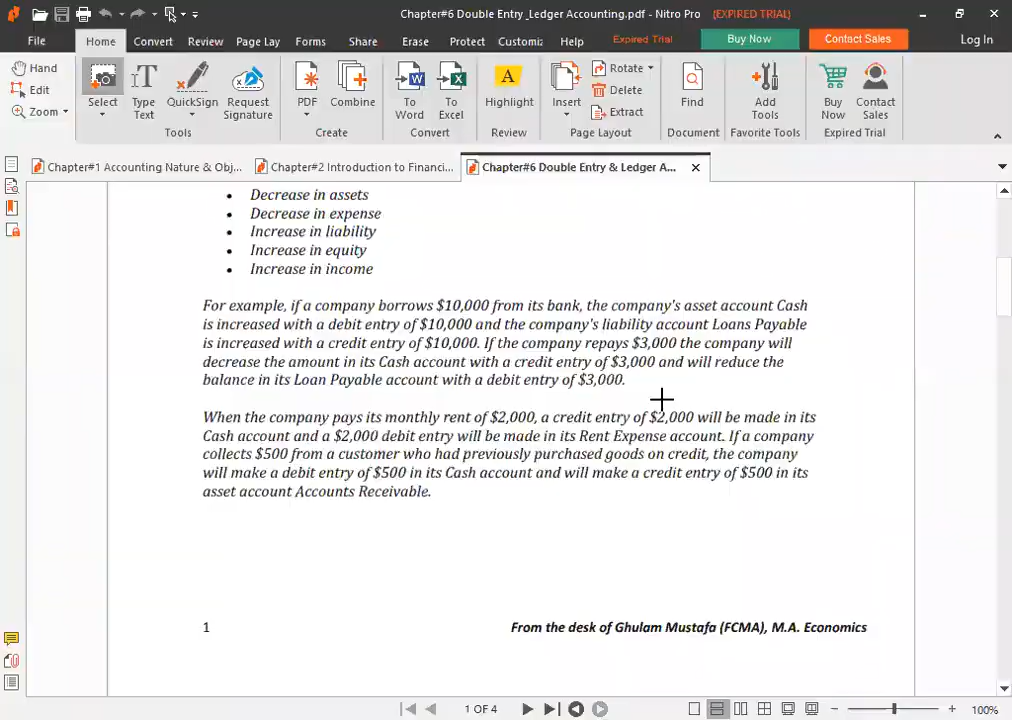 Chapter#6 Double Entry _Ledger Accounting.pdf - Nitro Pro (EXPIRED TRIAL)
File Home Convert Review Page Lay Forms Share Erase Protect Customiz Help Expired Trial Buy Now Contact Sales Log In
Hand
Edit
Zoom
Select
Type Text
QuickSign
Request Signature
Tools
PDF
Combine
Create
To Word
To Excel
Convert
Highlight
Review
Insert
Rotate
Delete
Extract
Page Layout
Find
Document
Add Tools
Favorite Tools
Buy Now
Contact Sales
Expired Trial
Chapter#1 Accounting Nature & Obj... Chapter#2 Introduction to Financi... Chapter#6 Double Entry & Ledger A...
• Decrease in assets
• Decrease in expense
• Increase in liability
• Increase in equity
• Increase in income
For example, if a company borrows $10,000 from its bank, the company's asset account Cash
is increased with a debit entry of $10,000 and the company's liability account Loans Payable
is increased with a credit entry of $10,000. If the company repays $3,000 the company will
decrease the amount in its Cash account with a credit entry of $3,000 and will reduce the
balance in its Loan Payable account with a debit entry of $3,000.
When the company pays its monthly rent of $2,000, a credit entry of $2,000 will be made in its
Cash account and a $2,000 debit entry will be made in its Rent Expense account. If a company
collects $500 from a customer who had previously purchased goods on credit, the company
will make a debit entry of $500 in its Cash account and will make a credit entry of $500 in its
asset account Accounts Receivable.
1 From the desk of Ghulam Mustafa (FCMA), M.A. Economics
1 OF 4 100%